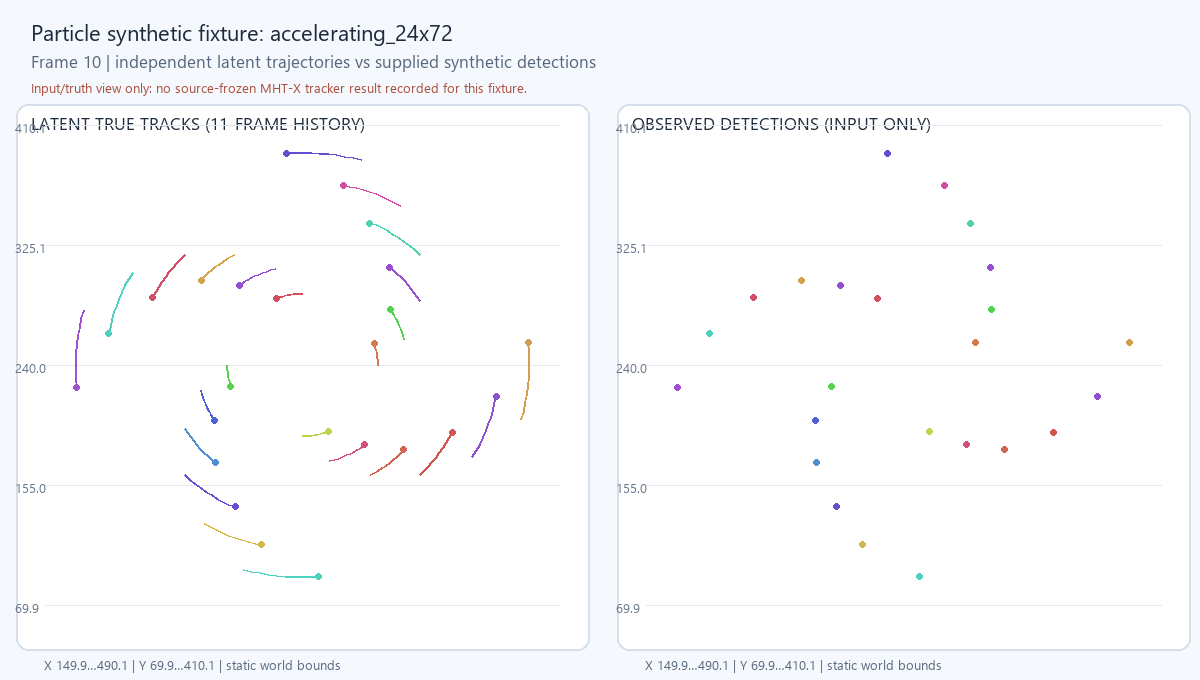 Particle synthetic fixture: accelerating_24x72
Frame 10 | independent latent trajectories vs supplied synthetic detections
Input/truth view only: no source-frozen MHT-X tracker result recorded for this fixture.
LATENT TRUE TRACKS (11-FRAME HISTORY)
410.1
325.1
240.0
155.0
69.9
X 149.9...490.1 | Y 69.9...410.1 | static world bounds
OBSERVED DETECTIONS (INPUT ONLY)
410.1
325.1
240.0
155.0
69.9
X 149.9...490.1 | Y 69.9...410.1 | static world bounds